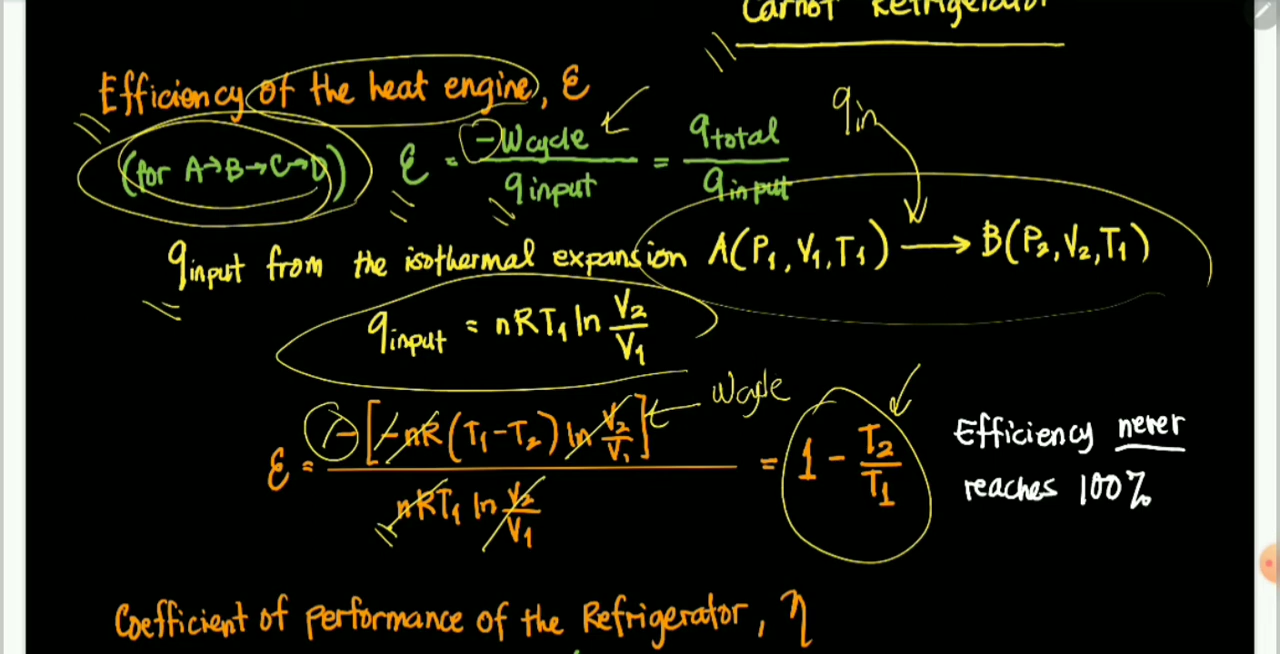 Carnot Refrigerator
Efficiency of the heat engine, ε
(for A→B→C→D) ε = -Wcycle / qinput = qtotal / qinput
qin
qinput from the isothermal expansion A(P1, V1, T1) → B(P2, V2, T1)
qinput = nRT1 ln V2/V1
Wcycle
ε = -[-nR(T1-T2) ln V2/V1] / nRT1 ln V2/V1 = 1 - T2/T1
Efficiency never
reaches 100%
Coefficient of performance of the Refrigerator, η